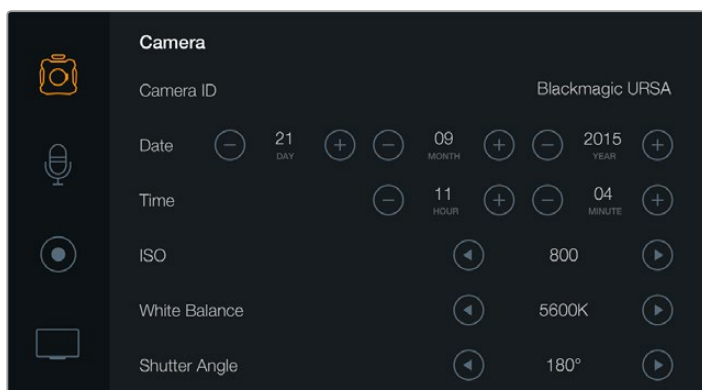 Camera
Camera ID Blackmagic URSA
Date 21 09 2015
DAY MONTH YEAR
Time 11 04
HOUR MINUTE
ISO 800
White Balance 5600K
Shutter Angle 180°